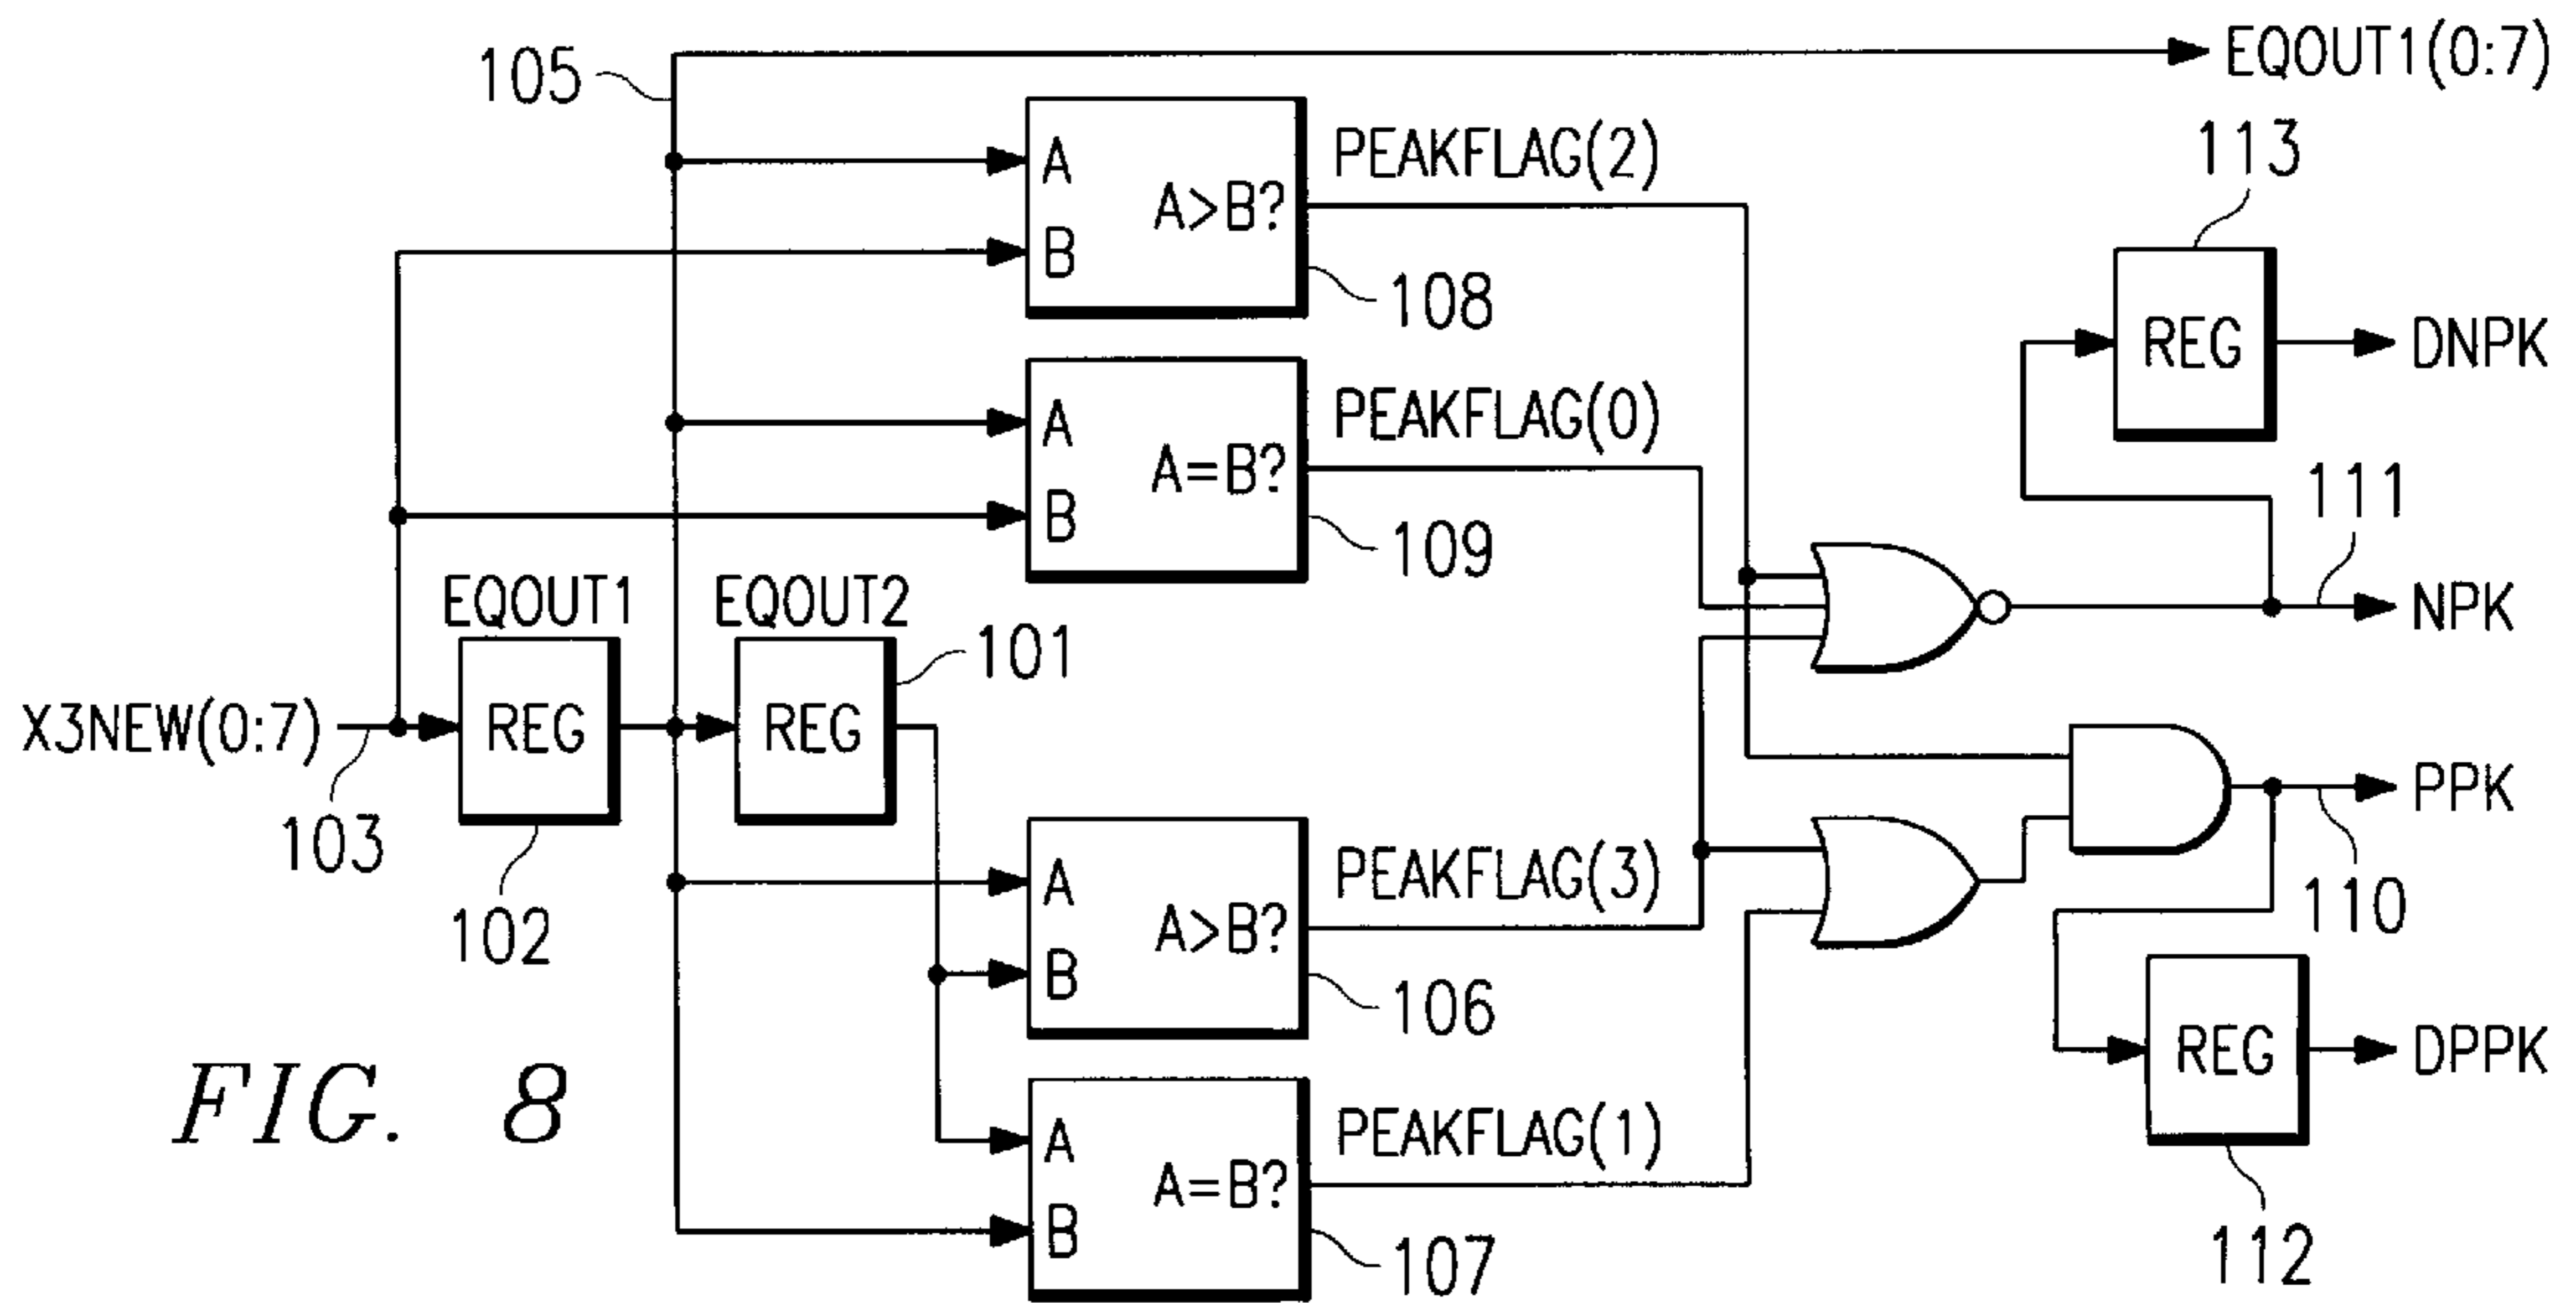 105
EQOUT1(0:7)
A
B
A>B?
PEAKFLAG(2)
108
113
REG
DNPK
A
B
A=B?
PEAKFLAG(0)
109
111
NPK
EQOUT1
EQOUT2
101
X3NEW(0:7)
REG
REG
103
102
PPK
110
A
B
A>B?
PEAKFLAG(3)
106
REG
DPPK
112
A
B
A=B?
PEAKFLAG(1)
107
FIG. 8